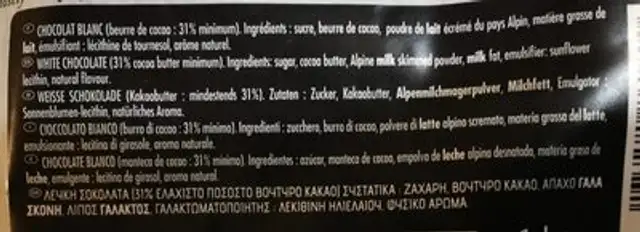 CHOCOLAT BLANC (beurre de cacao : 31% minimum). Ingrédients : sucre, beurre de cacao, poudre de lait écrémé du pays Alpin, matière grasse de
lait, émulsifiant : lécithine de tournesol, arôme naturel.
WHITE CHOCOLATE (31% cocoa butter minimum). Ingredients: sugar, cocoa butter, Alpine milk skimmed powder, milk fat, emulsifier: sunflower
lecithin, natural flavour.
WEISSE SCHOKOLADE (Kakaobutter : mindestends 31%). Zutaten : Zucker, Kakaobutter, Alpenmilchmagerpulver, Milchfett, Emulgator :
Sonnenblumen-lecithin, natürliches Aroma.
CIOCCOLATO BIANCO (burro di cacao : 31% minimo). Ingredienti : zucchero, burro di cacao, polvere di latte alpina scremato, materia grassa del latte,
emulsionante : lecitina di girasole, aroma naturale.
CHOCOLATE BLANCO (manteca de cacao : 31% minimo). Ingredientes : azúcar, manteca de cacao, empolva de leche alpina desnatada, materia grasa de
leche, emulgente : lecitina de girasol, aroma natural.
ΛΕΥΚΗ ΣΟΚΟΛΑΤΑ (31% ΕΛΑΧΙΣΤΟ ΠΟΣΟΣΤΟ ΒΟΥΤΥΡΟ ΚΑΚΑΟ) ΣΥΣΤΑΤΙΚΑ : ΖΑΧΑΡΗ, ΒΟΥΤΥΡΟ ΚΑΚΑΟ, ΑΠΑΧΟ ΓΑΛΑ
ΣΚΟΝΗ, ΛΙΠΟΣ ΓΑΛΑΚΤΟΣ, ΓΑΛΑΚΤΩΜΑΤΟΠΟΙΗΤΗΣ : ΛΕΚΙΘΙΝΗ ΗΛΙΕΛΑΙΟΥ, ΦΥΣΙΚΟ ΑΡΩΜΑ.